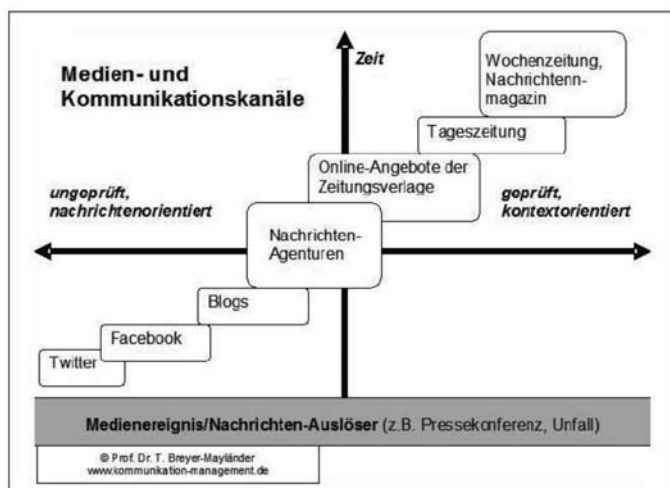 Medien- und
Kommunikationskanäle
Zeit
Wochenzeitung,
Nachrichtenn-
magazin
Tageszeitung
Online-Angebote der
Zeitungsverlage
ungeprüft,
nachrichtenorientiert
geprüft,
kontextorientiert
Nachrichten-
Agenturen
Blogs
Facebook
Twitter
Medienereignis/Nachrichten-Auslöser (z.B. Pressekonferenz, Unfall)
© Prof. Dr. T. Breyer-Mayländer
www.kommunikation-management.de